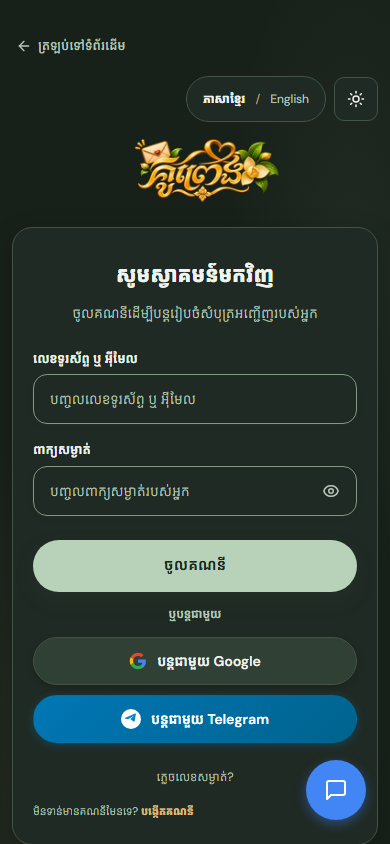 ត្រឡប់ទៅទំព័រដើម
ភាសាខ្មែរ / English
គូព្រេង
សូមស្វាគមន៍មកវិញ
ចូលគណនីដើម្បីបន្តរៀបចំសំបុត្រអញ្ជើញរបស់អ្នក
លេខទូរស័ព្ទ ឬ អ៊ីមែល
បញ្ចូលលេខទូរស័ព្ទ ឬ អ៊ីមែល
ពាក្យសម្ងាត់
បញ្ចូលពាក្យសម្ងាត់របស់អ្នក
ចូលគណនី
ឬបន្តជាមួយ
បន្តជាមួយ Google
បន្តជាមួយ Telegram
ភ្លេចលេខសម្ងាត់?
មិនទាន់មានគណនីមែនទេ? បង្កើតគណនី